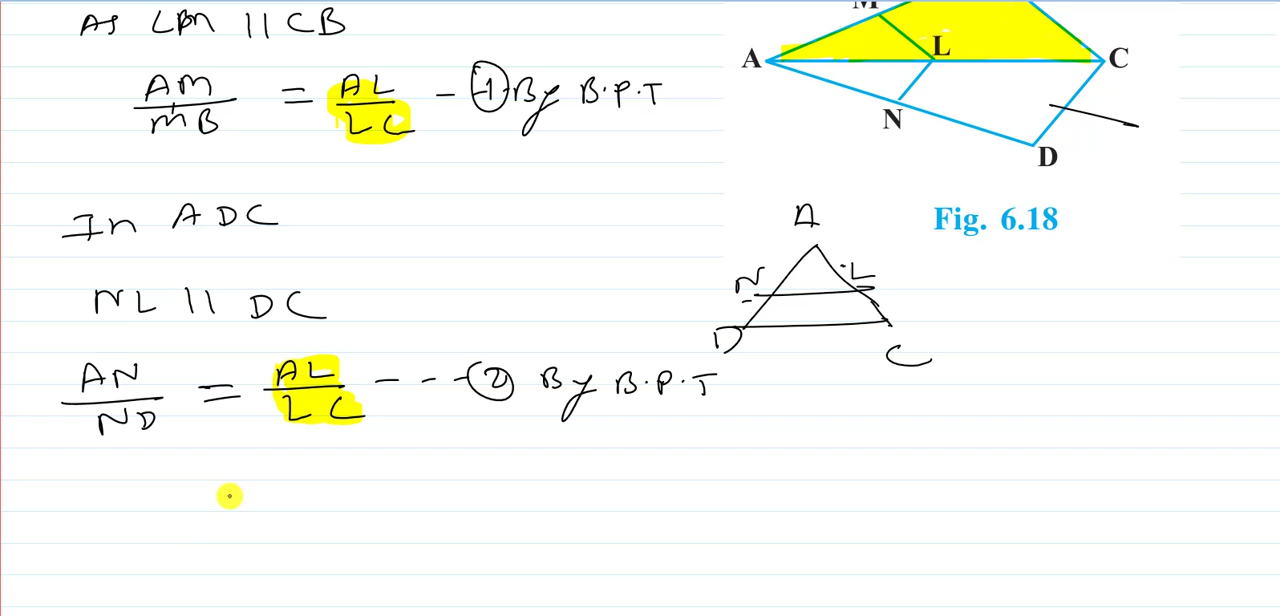 As LM || CB
AM/MB = AL/LC - ① By B.P.T
In ADC
NL || DC
AN/ND = AL/LC - - - ② By B.P.T
M
A
L
C
N
D
Fig. 6.18
A
N
L
D
C